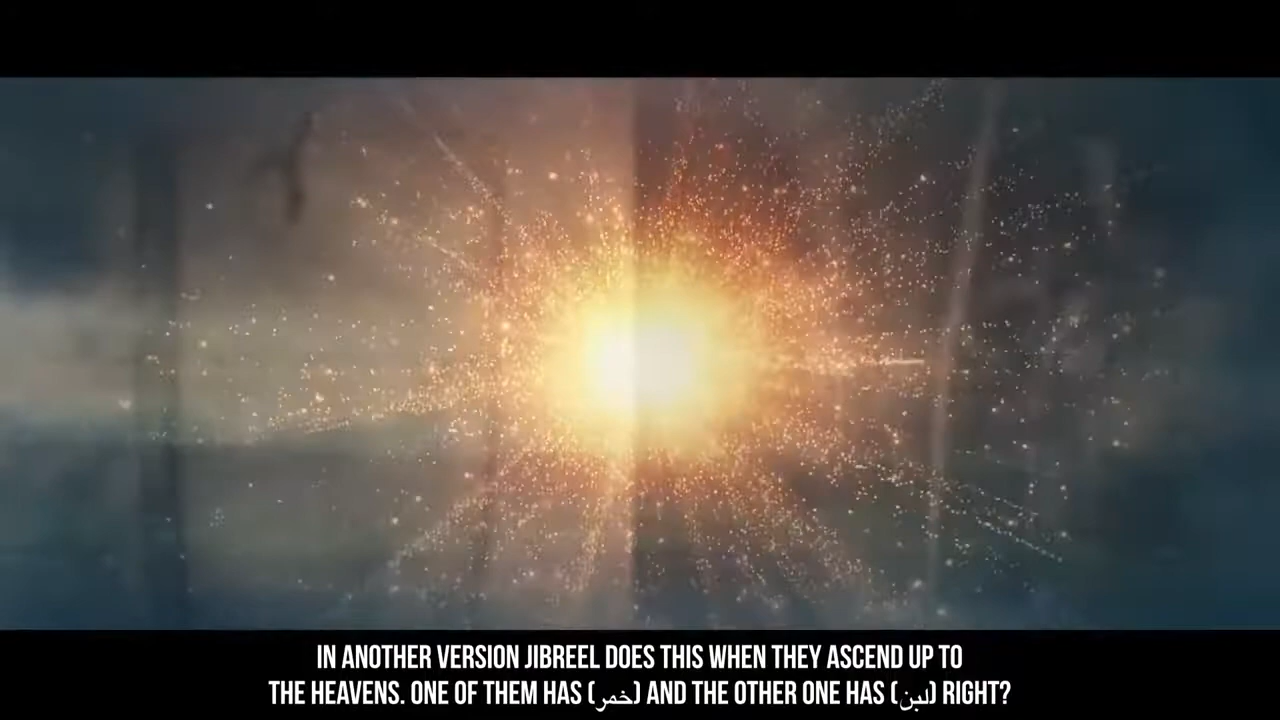 IN ANOTHER VERSION JIBREEL DOES THIS WHEN THEY ASCEND UP TO
THE HEAVENS. ONE OF THEM HAS (خمر) AND THE OTHER ONE HAS (لبن) RIGHT?